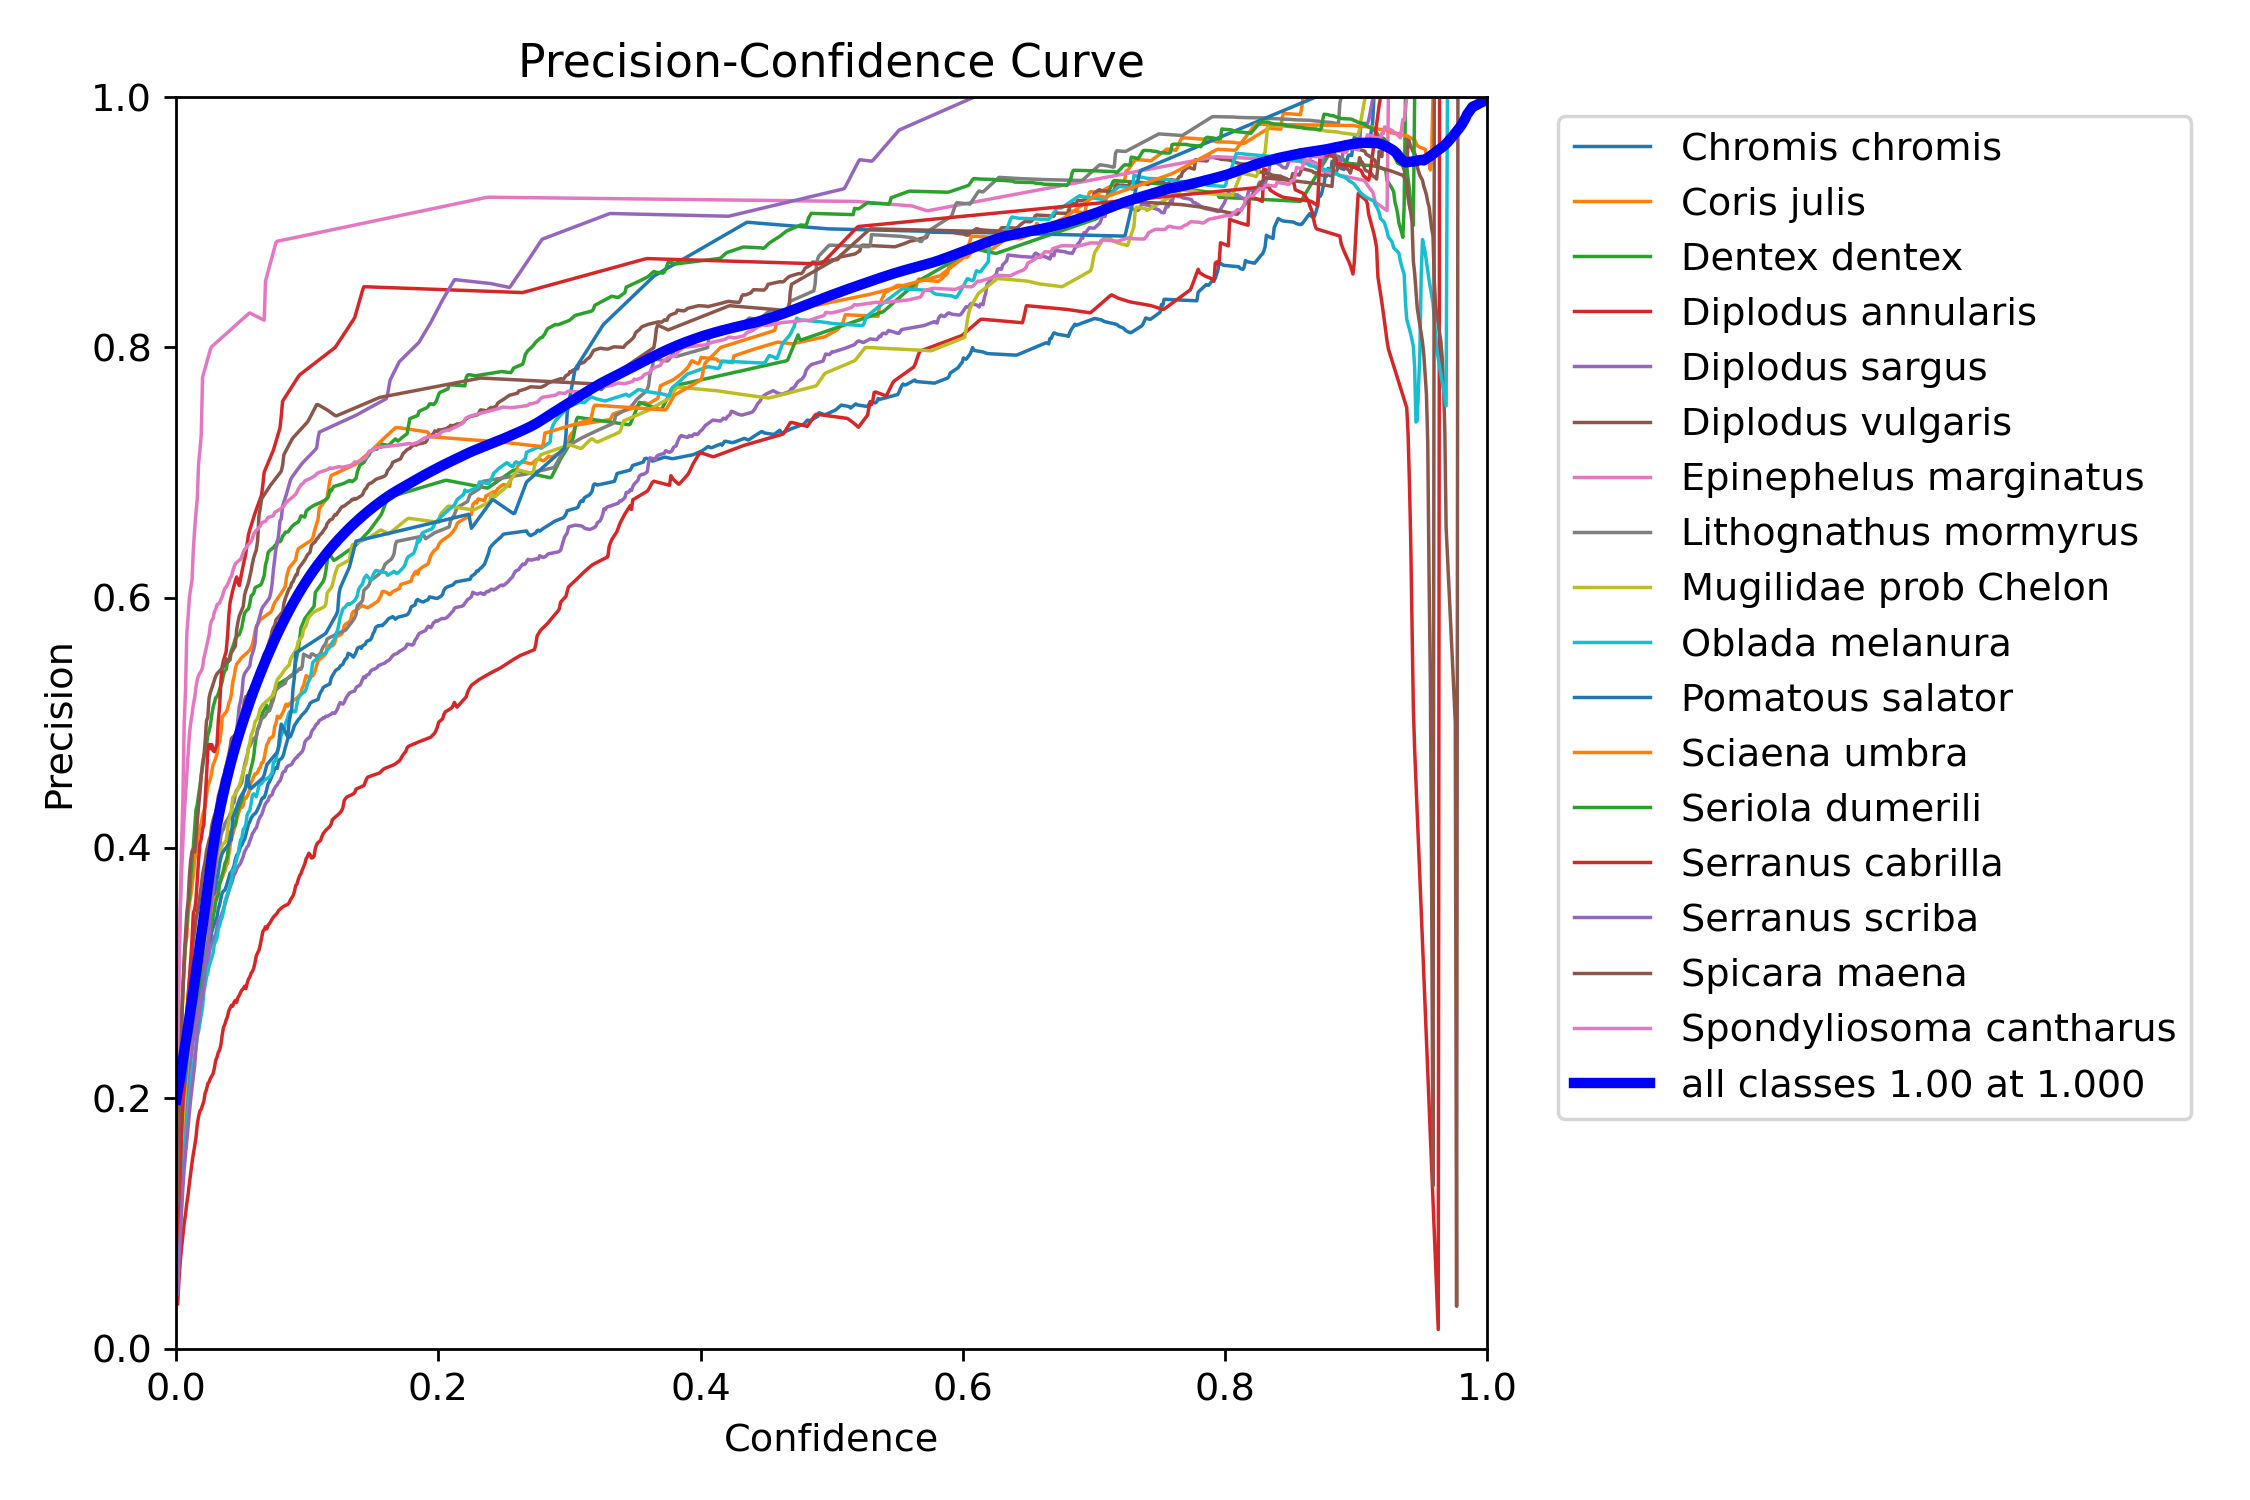 Precision-Confidence Curve
1.0
0.8
0.6
0.4
0.2
0.0
Precision
0.0 0.2 0.4 0.6 0.8 1.0
Confidence
Chromis chromis
Coris julis
Dentex dentex
Diplodus annularis
Diplodus sargus
Diplodus vulgaris
Epinephelus marginatus
Lithognathus mormyrus
Mugilidae prob Chelon
Oblada melanura
Pomatous salator
Sciaena umbra
Seriola dumerili
Serranus cabrilla
Serranus scriba
Spicara maena
Spondyliosoma cantharus
all classes 1.00 at 1.000